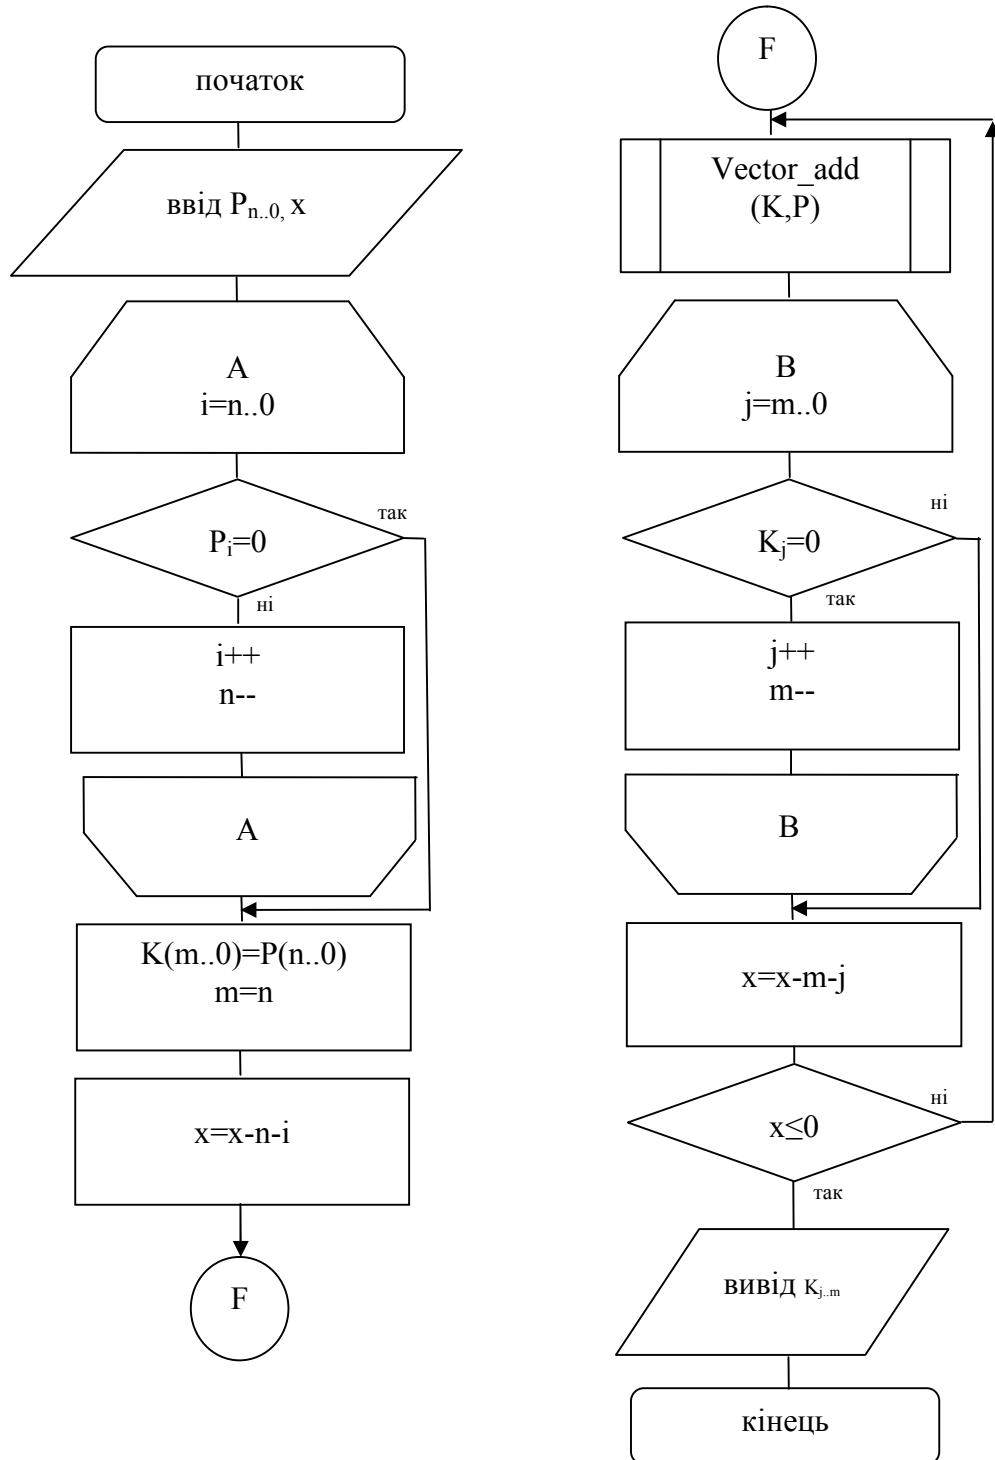 початок
ввід Pn..0, x
A
i=n..0
так
Pi=0
ні
i++
n--
A
K(m..0)=P(n..0)
m=n
x=x-n-i
F
F
Vector_add
(K,P)
B
j=m..0
ні
Kj=0
так
j++
m--
B
x=x-m-j
ні
x≤0
так
вивід Kj..m
кінець